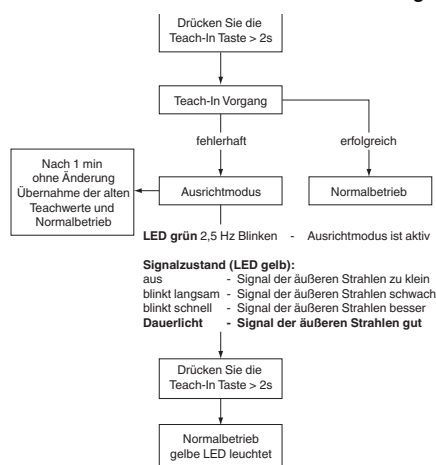 Drücken Sie die
Teach-In Taste > 2s
Teach-In Vorgang
fehlerhaft
erfolgreich
Nach 1 min
ohne Änderung
Übernahme der alten
Teachwerte und
Normalbetrieb
Ausrichtmodus
Normalbetrieb
LED grün 2,5 Hz Blinken - Ausrichtmodus ist aktiv
Signalzustand (LED gelb):
aus - Signal der äußeren Strahlen zu klein
blinkt langsam - Signal der äußeren Strahlen schwach
blinkt schnell - Signal der äußeren Strahlen besser
Dauerlicht - Signal der äußeren Strahlen gut
Drücken Sie die
Teach-In Taste > 2s
Normalbetrieb
gelbe LED leuchtet